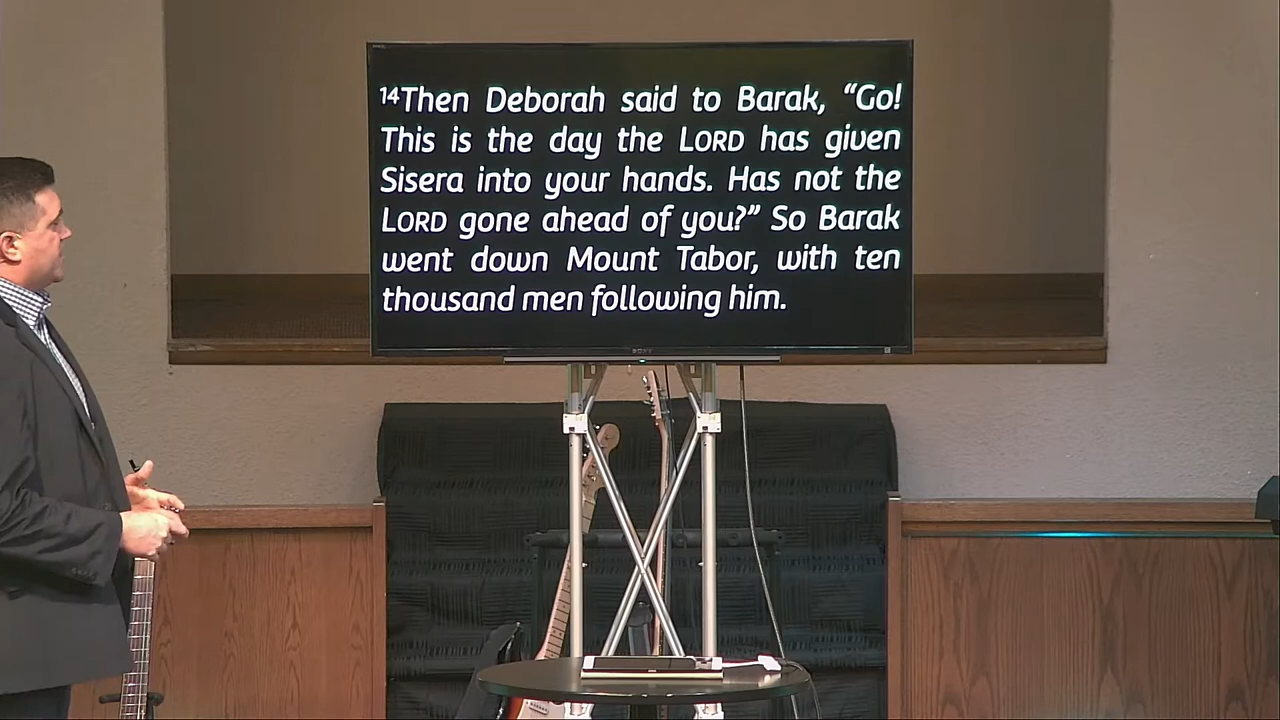 14Then Deborah said to Barak, “Go!
This is the day the LORD has given
Sisera into your hands. Has not the
LORD gone ahead of you?” So Barak
went down Mount Tabor, with ten
thousand men following him.
SONY